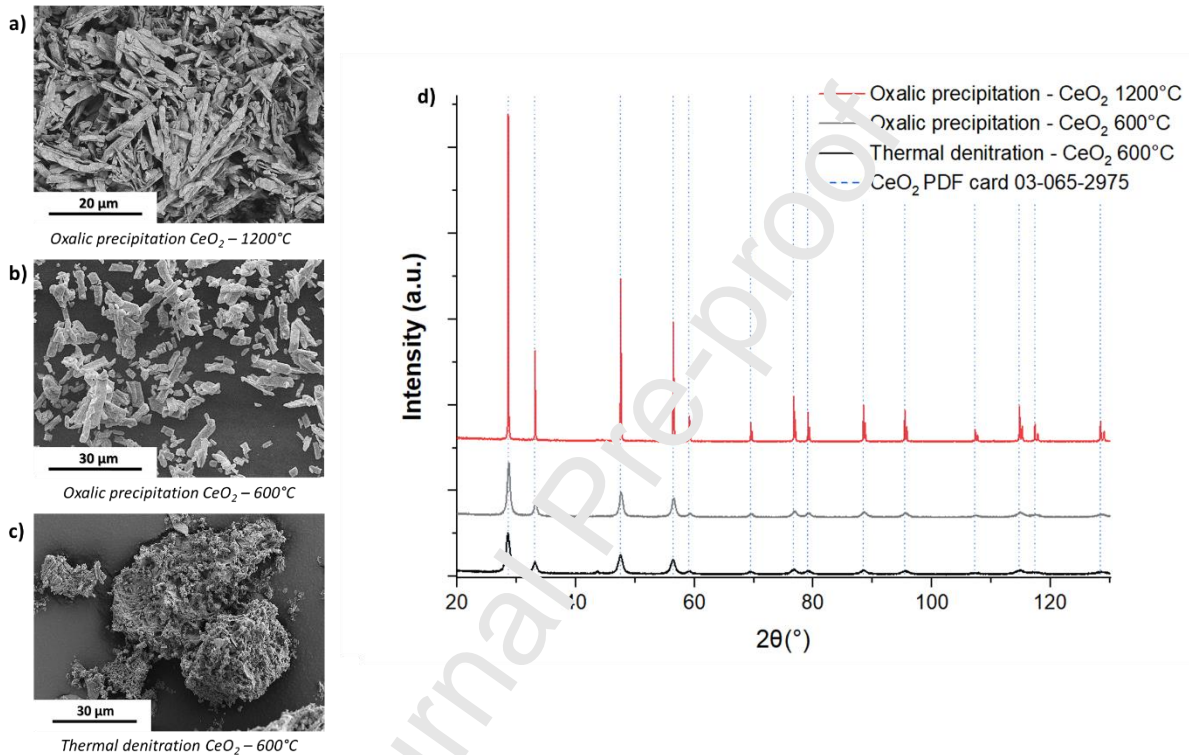 a)
20 µm
Oxalic precipitation CeO₂ – 1200°C
b)
30 µm
Oxalic precipitation CeO₂ – 600°C
c)
30 µm
Thermal denitration CeO₂ – 600°C
d)
Oxalic precipitation - CeO₂ 1200°C
Oxalic precipitation - CeO₂ 600°C
Thermal denitration - CeO₂ 600°C
CeO₂ PDF card 03-065-2975
Intensity (a.u.)
20 40 60 80 100 120
2θ(°)
urnal Pre-proof